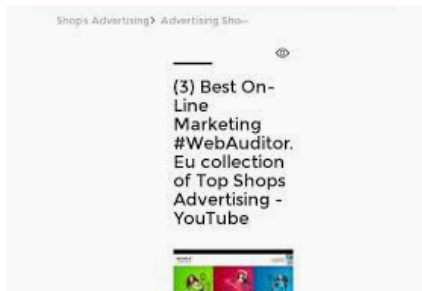 Shops Advertising> Advertising Sho-
(3) Best On-
Line
Marketing
#WebAuditor.
Eu collection
of Top Shops
Advertising -
YouTube